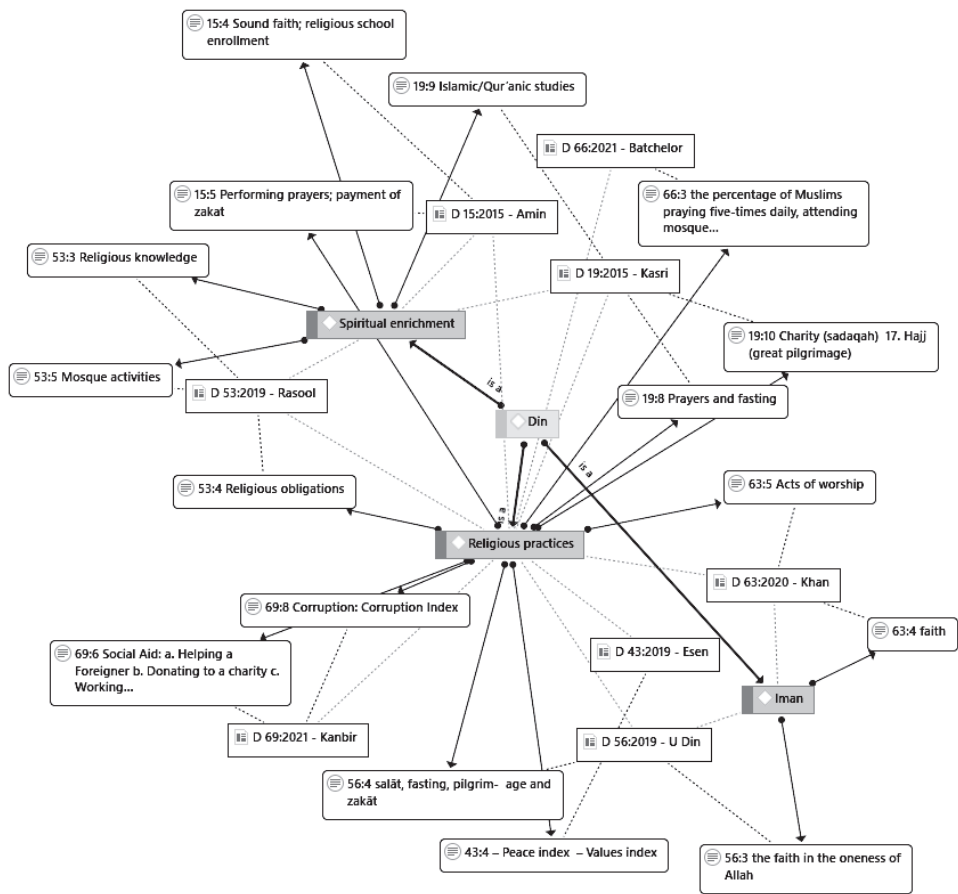 15:4 Sound faith; religious school
enrollment
19:9 Islamic/Qur'anic studies
D 66:2021 - Batchelor
15:5 Performing prayers; payment of
zakat
66:3 the percentage of Muslims
praying five-times daily, attending
mosque...
D 15:2015 - Amin
53:3 Religious knowledge
D 19:2015 - Kasri
Spiritual enrichment
19:10 Charity (sadaqah) 17. Hajj
(great pilgrimage)
53:5 Mosque activities
is a
D 53:2019 - Rasool
19:8 Prayers and fasting
Din
is a
53:4 Religious obligations
63:5 Acts of worship
is a
Religious practices
D 63:2020 - Khan
69:8 Corruption: Corruption Index
63:4 faith
69:6 Social Aid: a. Helping a
Foreigner b. Donating to a charity c.
Working...
D 43:2019 - Esen
Iman
D 69:2021 - Kanbir
D 56:2019 - U Din
56:4 salāt, fasting, pilgrim- age and
zakāt
43:4 – Peace index – Values index
56:3 the faith in the oneness of
Allah